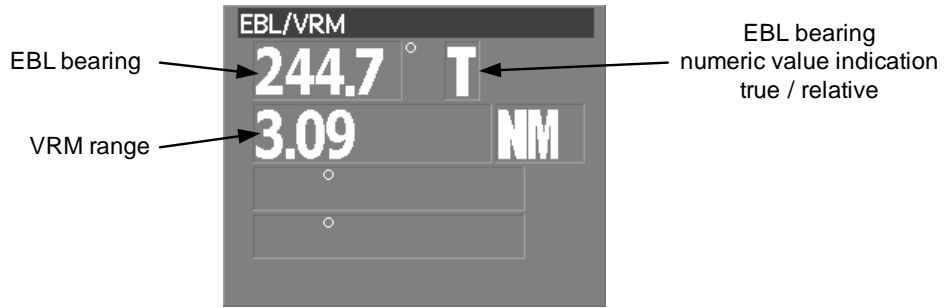 EBL/VRM
EBL bearing
244.7 ° T
EBL bearing
numeric value indication
true / relative
VRM range
3.09 NM
°
°